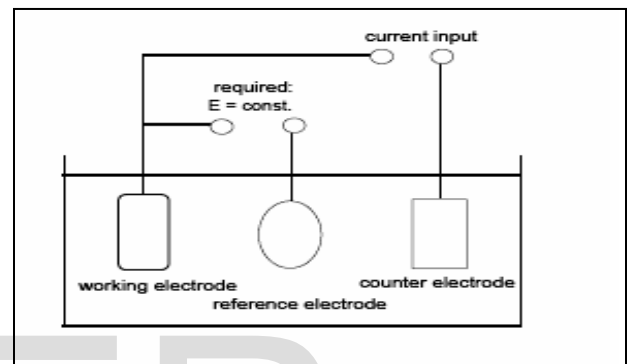 current input
required:
E = const.
working electrode
counter electrode
reference electrode